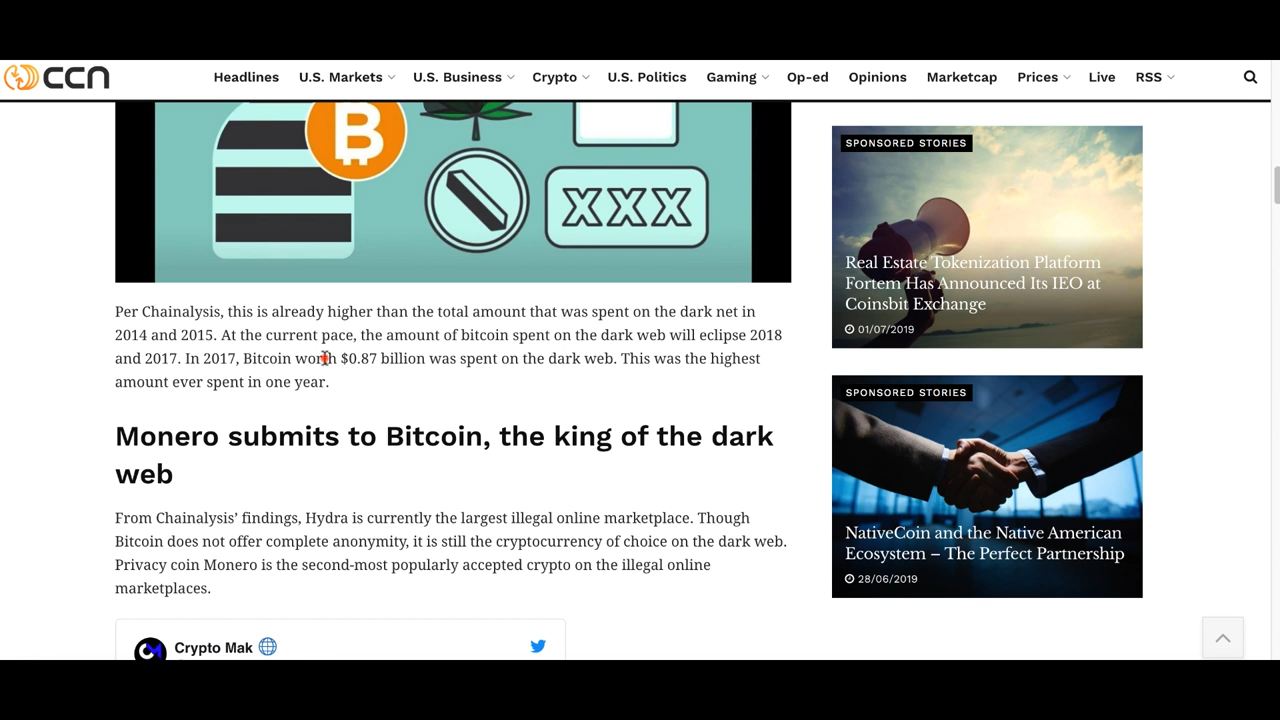 CCN
Headlines U.S. Markets U.S. Business Crypto U.S. Politics Gaming Op-ed Opinions Marketcap Prices Live RSS
B
XXX
Per Chainalysis, this is already higher than the total amount that was spent on the dark net in
2014 and 2015. At the current pace, the amount of bitcoin spent on the dark web will eclipse 2018
and 2017. In 2017, Bitcoin worth $0.87 billion was spent on the dark web. This was the highest
amount ever spent in one year.
Monero submits to Bitcoin, the king of the dark
web
From Chainalysis’ findings, Hydra is currently the largest illegal online marketplace. Though
Bitcoin does not offer complete anonymity, it is still the cryptocurrency of choice on the dark web.
Privacy coin Monero is the second-most popularly accepted crypto on the illegal online
marketplaces.
Crypto Mak
SPONSORED STORIES
Real Estate Tokenization Platform
Fortem Has Announced Its IEO at
Coinsbit Exchange
01/07/2019
SPONSORED STORIES
NativeCoin and the Native American
Ecosystem – The Perfect Partnership
28/06/2019